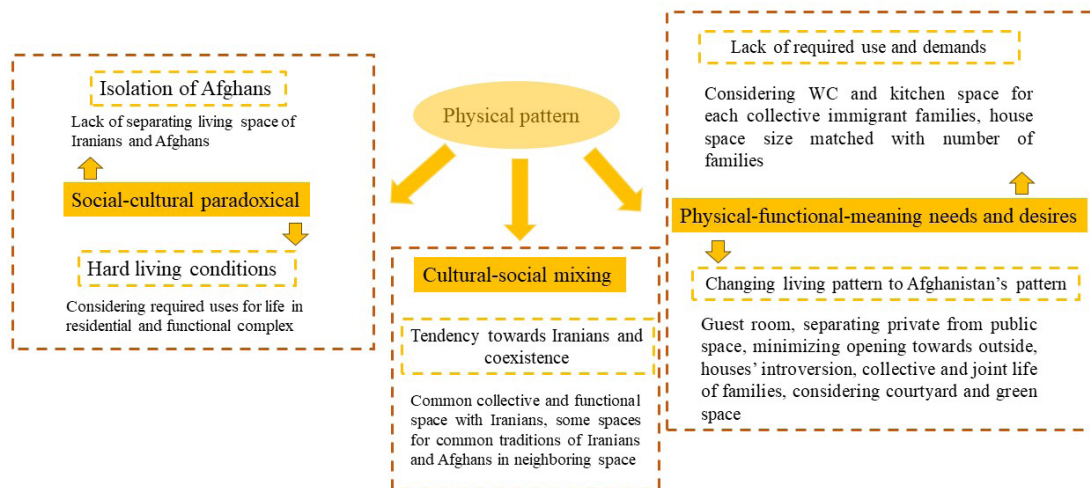 Physical pattern
Isolation of Afghans
Lack of separating living space of
Iranians and Afghans
Social-cultural paradoxical
Hard living conditions
Considering required uses for life in
residential and functional complex
Cultural-social mixing
Tendency towards Iranians and
coexistence
Common collective and functional
space with Iranians, some spaces
for common traditions of Iranians
and Afghans in neighboring space
Lack of required use and demands
Considering WC and kitchen space for
each collective immigrant families, house
space size matched with number of
families
Physical-functional-meaning needs and desires
Changing living pattern to Afghanistan's pattern
Guest room, separating private from public
space, minimizing opening towards outside,
houses' introversion, collective and joint life
of families, considering courtyard and green
space